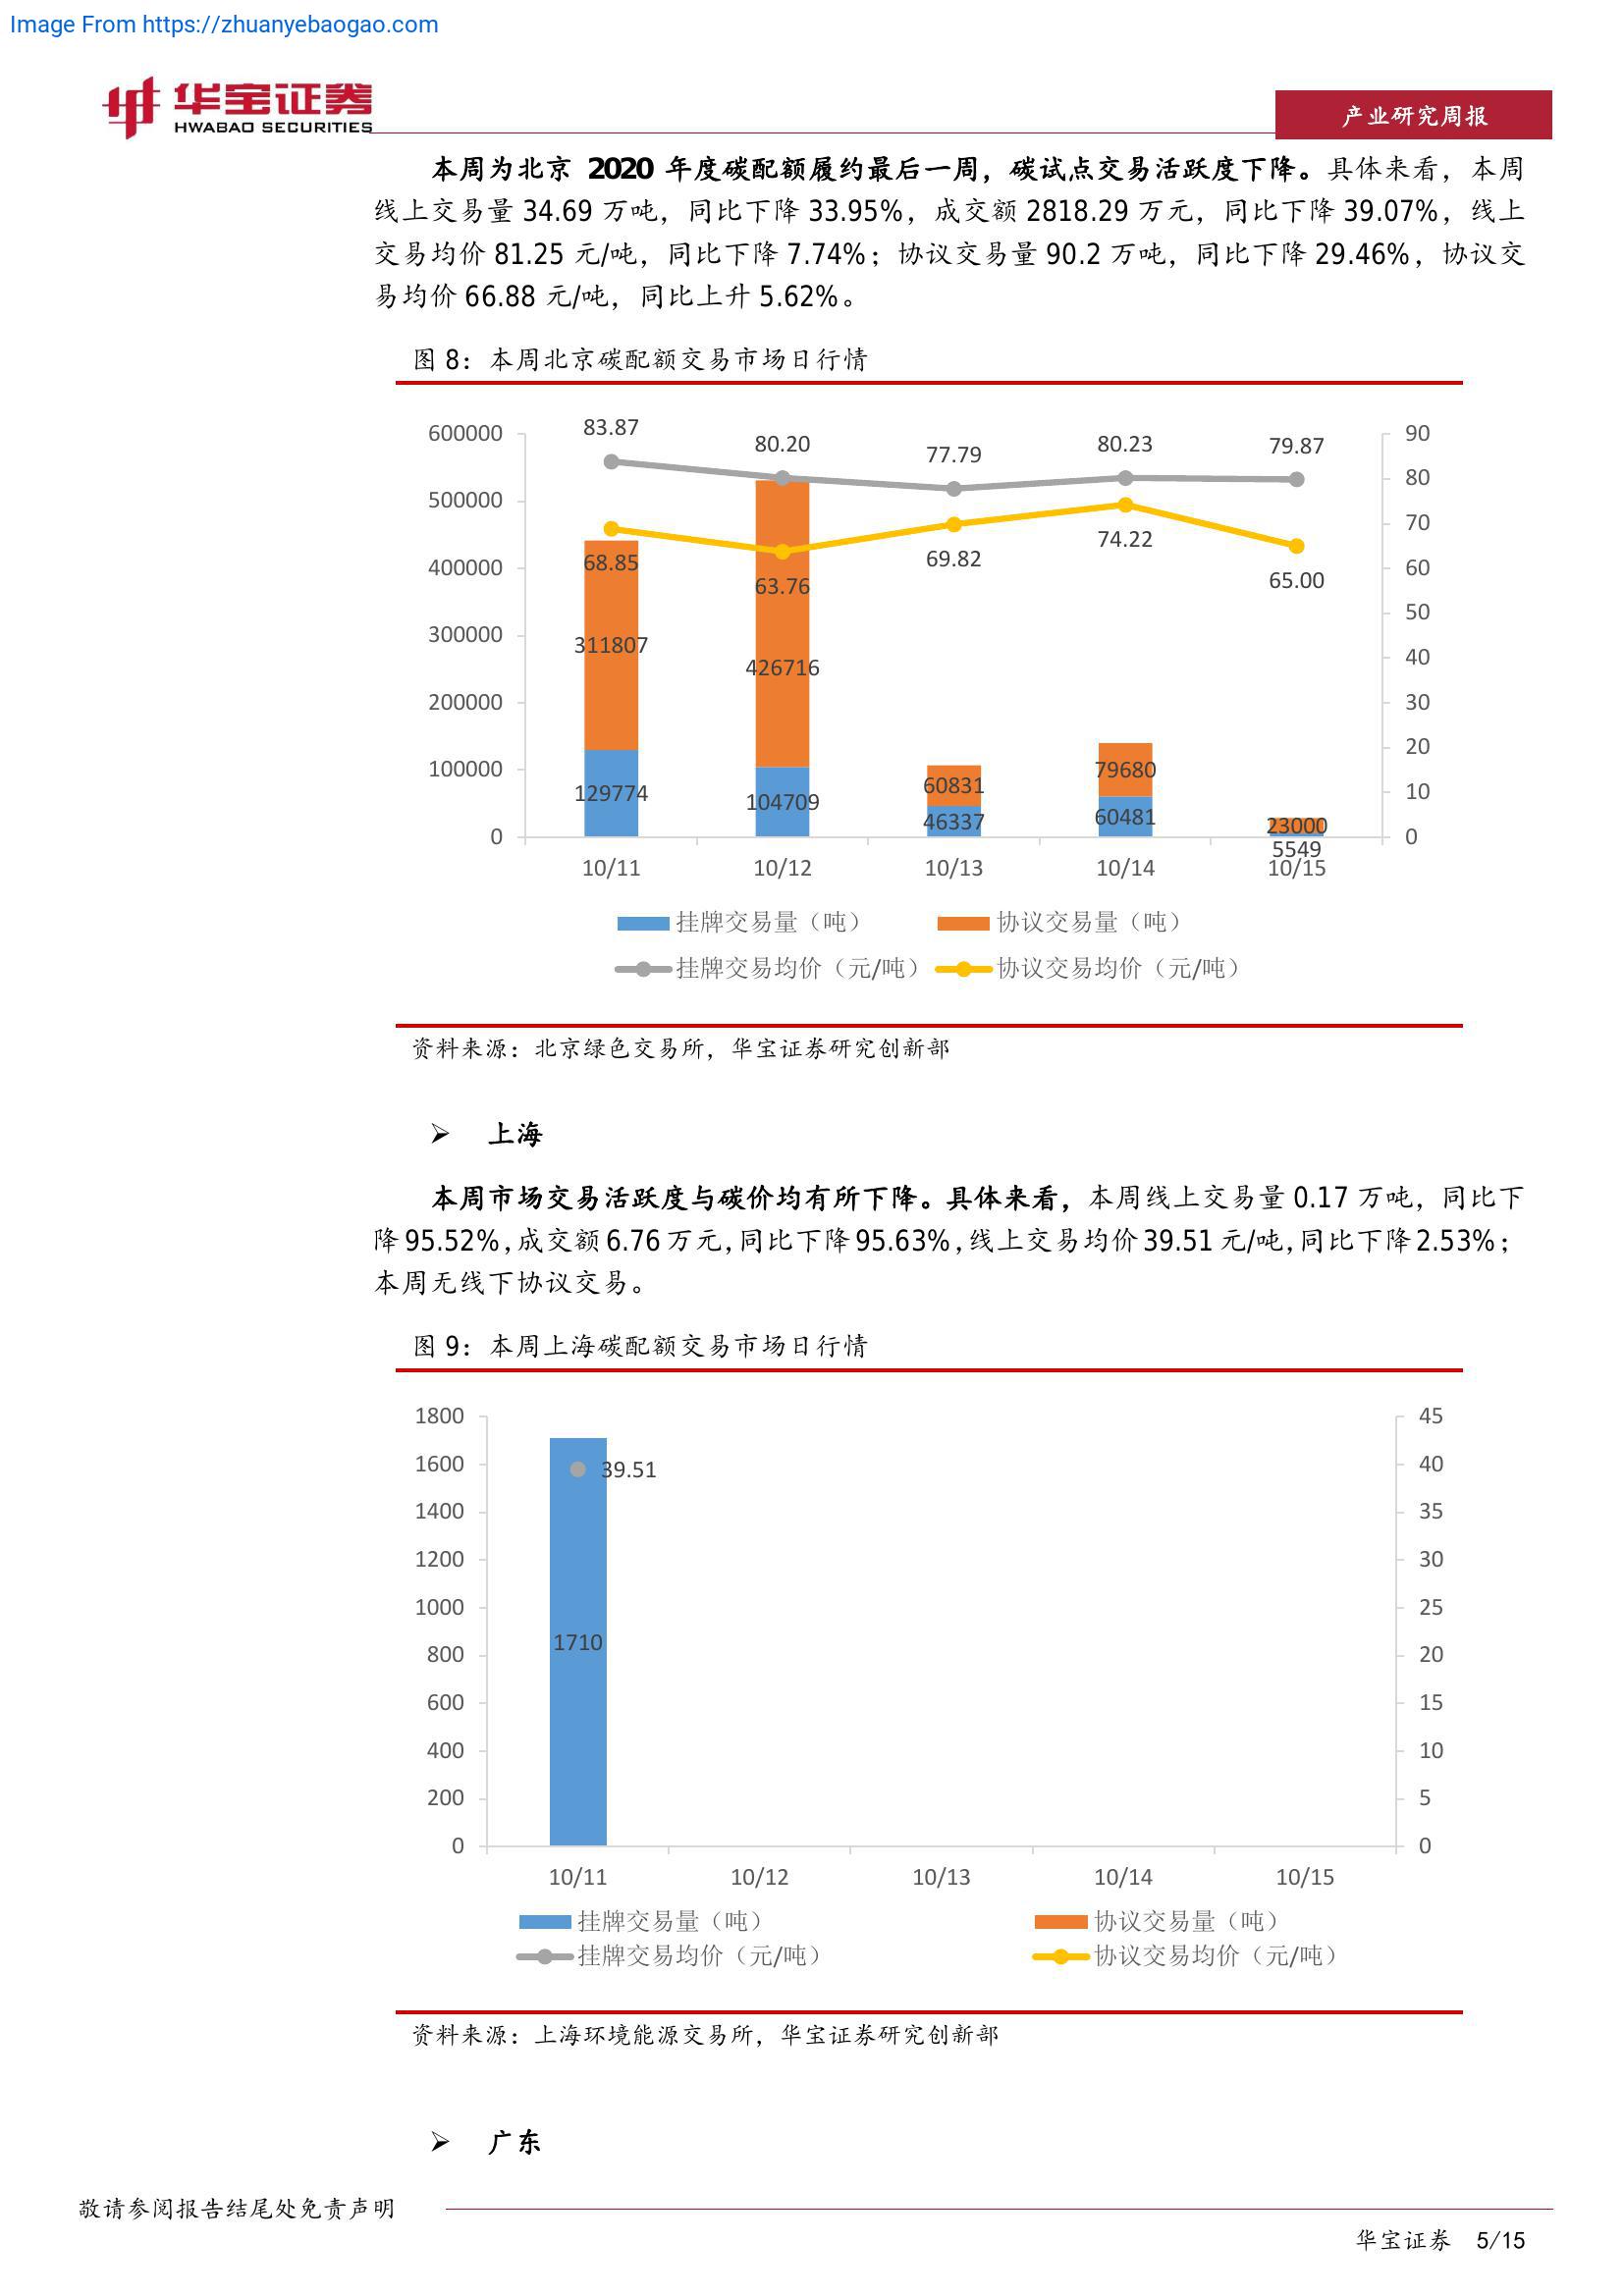 Image From https://zhuanyebaogao.com
华宝证券
HWABAO SECURITIES
产业研究周报
本周为北京 2020 年度碳配额履约最后一周，碳试点交易活跃度下降。具体来看，本周
线上交易量 34.69 万吨，同比下降 33.95%，成交额 2818.29 万元，同比下降 39.07%，线上
交易均价 81.25 元/吨，同比下降 7.74%；协议交易量 90.2 万吨，同比下降 29.46%，协议交
易均价 66.88 元/吨，同比上升 5.62%。
图 8：本周北京碳配额交易市场日行情
600000
500000
400000
300000
200000
100000
0
90
80
70
60
50
40
30
20
10
0
83.87
80.20
77.79
80.23
79.87
68.85
63.76
69.82
74.22
65.00
311807
426716
60831
79680
23000
129774
104709
46337
60481
5549
10/11
10/12
10/13
10/14
10/15
挂牌交易量（吨）
协议交易量（吨）
挂牌交易均价（元/吨）
协议交易均价（元/吨）
资料来源：北京绿色交易所，华宝证券研究创新部
➢ 上海
本周市场交易活跃度与碳价均有所下降。具体来看，本周线上交易量 0.17 万吨，同比下
降 95.52%，成交额 6.76 万元，同比下降 95.63%，线上交易均价 39.51 元/吨，同比下降 2.53%；
本周无线下协议交易。
图 9：本周上海碳配额交易市场日行情
1800
1600
1400
1200
1000
800
600
400
200
0
45
40
35
30
25
20
15
10
5
0
39.51
1710
10/11
10/12
10/13
10/14
10/15
挂牌交易量（吨）
协议交易量（吨）
挂牌交易均价（元/吨）
协议交易均价（元/吨）
资料来源：上海环境能源交易所，华宝证券研究创新部
➢ 广东
敬请参阅报告结尾处免责声明
华宝证券 5/15